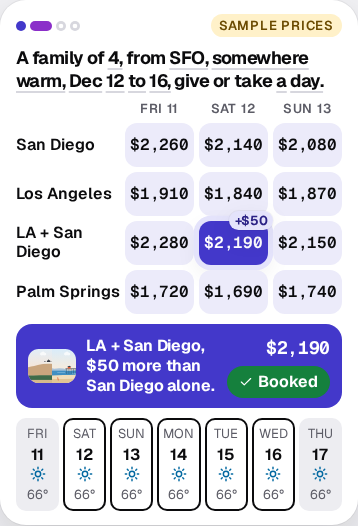 SAMPLE PRICES
A family of 4, from SFO, somewhere
warm, Dec 12 to 16, give or take a day.
FRI 11 SAT 12 SUN 13
San Diego $2,260 $2,140 $2,080
Los Angeles $1,910 $1,840 $1,870
+$50
LA + San
Diego $2,280 $2,190 $2,150
Palm Springs $1,720 $1,690 $1,740
LA + San Diego,
$50 more than
San Diego alone.
$2,190
✓ Booked
FRI SAT SUN MON TUE WED THU
11 12 13 14 15 16 17
66° 66° 66° 66° 66° 66° 66°